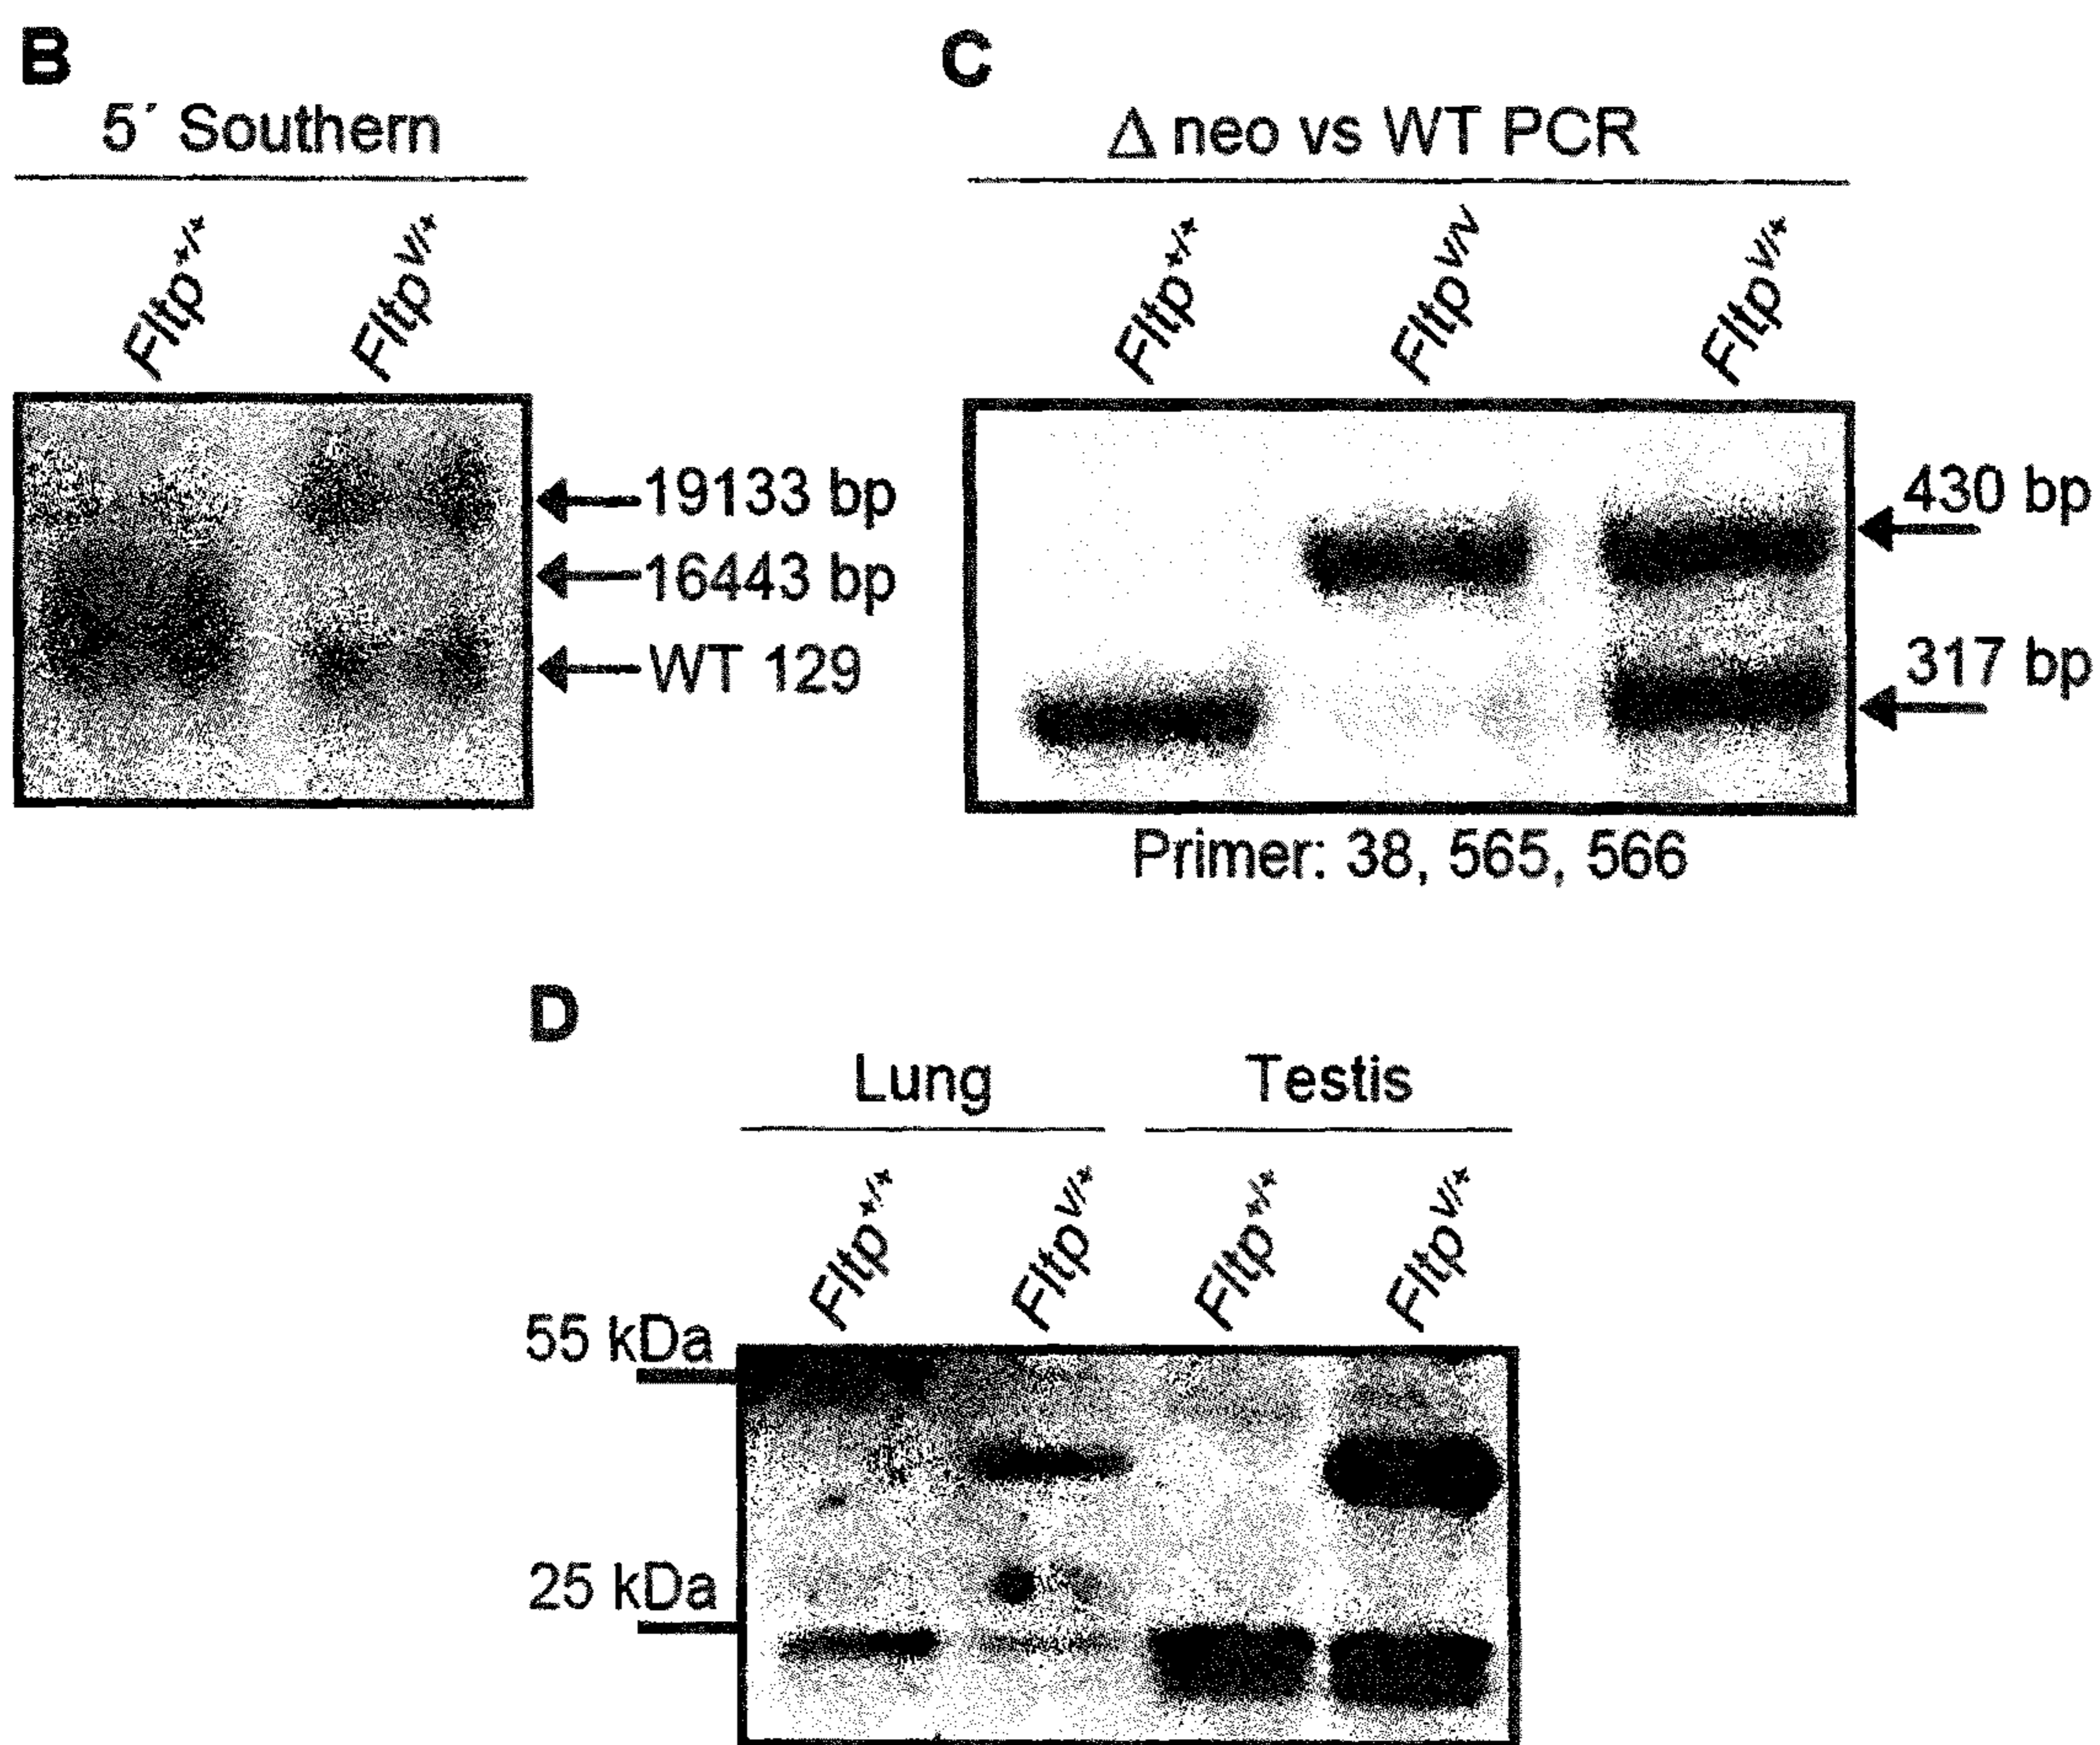 B
5´ Southern
Fltp+/+
FltpV/+
19133 bp
16443 bp
WT 129
C
Δ neo vs WT PCR
Fltp+/+
FltpV/V
FltpV/+
430 bp
317 bp
Primer: 38, 565, 566
D
Lung
Testis
Fltp+/+
FltpV/+
Fltp+/+
FltpV/+
55 kDa
25 kDa